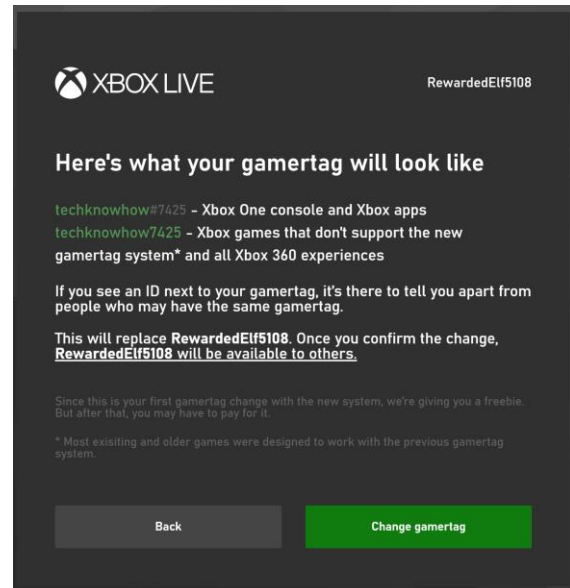 XBOX LIVE
RewardedElf5108
Here's what your gamertag will look like
techknowhow#7425 - Xbox One console and Xbox apps
techknowhow7425 - Xbox games that don't support the new
gamertag system* and all Xbox 360 experiences
If you see an ID next to your gamertag, it's there to tell you apart from
people who may have the same gamertag.
This will replace RewardedElf5108. Once you confirm the change,
RewardedElf5108 will be available to others.
Since this is your first gamertag change with the new system, we're giving you a freebie.
But after that, you may have to pay for it.
* Most exisiting and older games were designed to work with the previous gamertag
system.
Back
Change gamertag